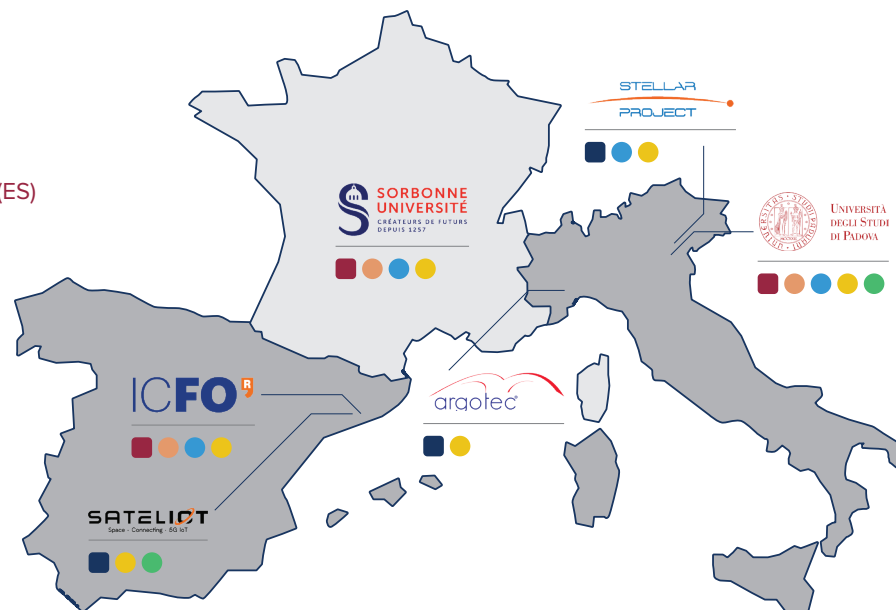 (ES)
STELLAR
PROJECT
SORBONNE
UNIVERSITÉ
CRÉATEURS DE FUTURS
DEPUIS 1257
UNIVERSITÀ
DEGLI STUDI
DI PADOVA
ICFO R
argotec
SATELIOT
Space - Connecting - 5G IoT